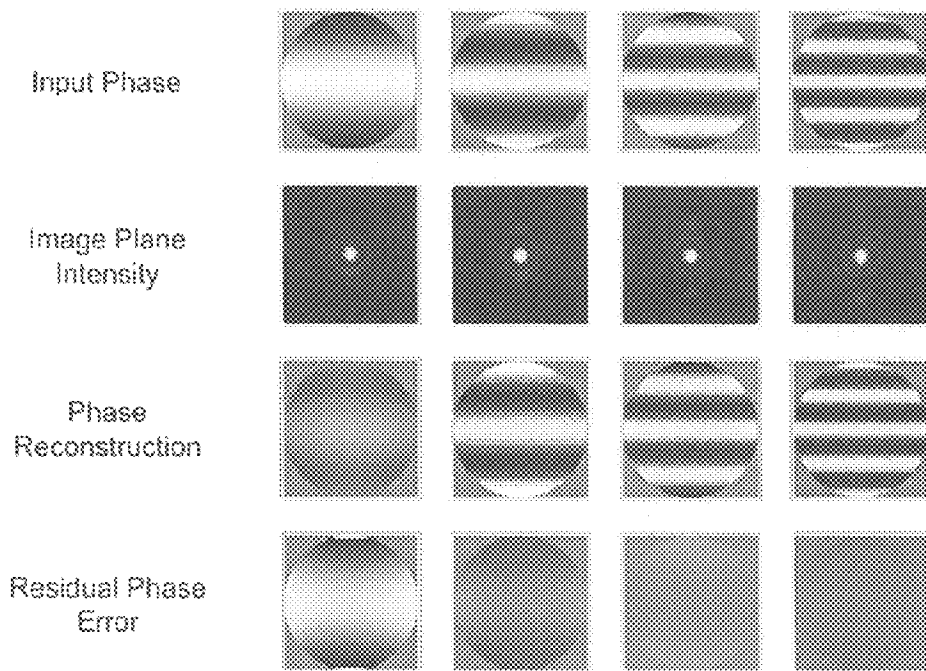 Input Phase
Image Plane
Intensity
Phase
Reconstruction
Residual Phase
Error